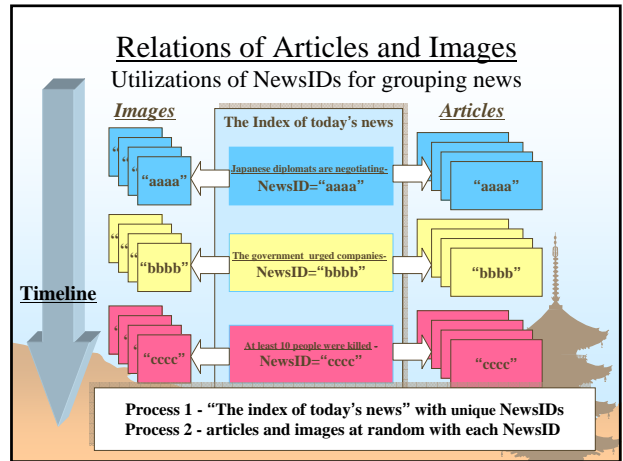 Relations of Articles and Images
Utilizations of NewsIDs for grouping news
Images
The Index of today's news
Articles
“
“
“
“aaaa”
Japanese diplomats are negotiating-
NewsID=“aaaa”
“aaaa”
“
“
“
“bbbb”
The government urged companies-
NewsID=“bbbb”
“bbbb”
Timeline
“
“
“
“cccc”
At least 10 people were killed -
NewsID=“cccc”
“cccc”
Process 1 - “The index of today's news” with unique NewsIDs
Process 2 - articles and images at random with each NewsID